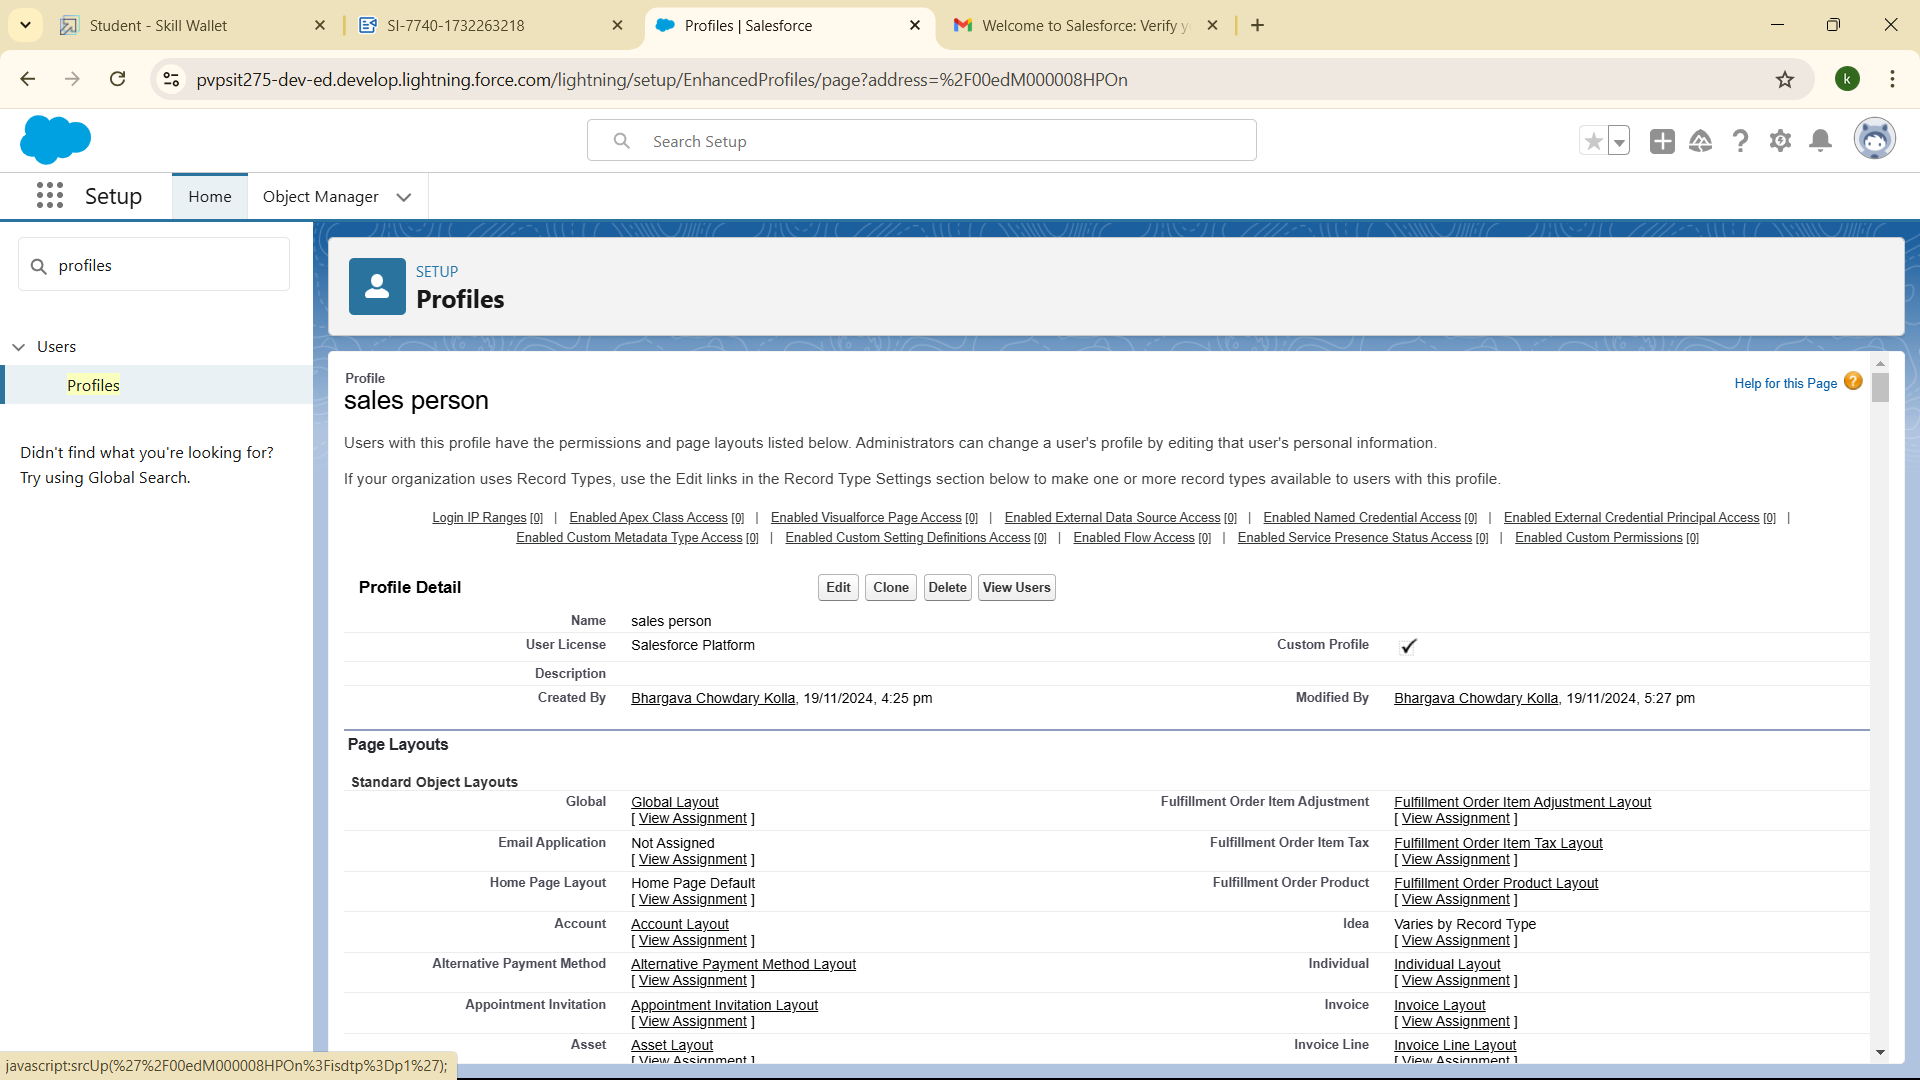 Student - Skill Wallet
SI-7740-1732263218
Profiles | Salesforce
Welcome to Salesforce: Verify y
pvpsit275-dev-ed.develop.lightning.force.com/lightning/setup/EnhancedProfiles/page?address=%2F00edM000008HPOn
k
Search Setup
Setup
Home
Object Manager
profiles
Users
Profiles
Didn't find what you're looking for?
Try using Global Search.
SETUP
Profiles
Profile
sales person
Help for this Page
Users with this profile have the permissions and page layouts listed below. Administrators can change a user's profile by editing that user's personal information.
If your organization uses Record Types, use the Edit links in the Record Type Settings section below to make one or more record types available to users with this profile.
Login IP Ranges [0] | Enabled Apex Class Access [0] | Enabled Visualforce Page Access [0] | Enabled External Data Source Access [0] | Enabled Named Credential Access [0] | Enabled External Credential Principal Access [0] |
Enabled Custom Metadata Type Access [0] | Enabled Custom Setting Definitions Access [0] | Enabled Flow Access [0] | Enabled Service Presence Status Access [0] | Enabled Custom Permissions [0]
Profile Detail
Edit Clone Delete View Users
Name sales person
User License Salesforce Platform Custom Profile
Description
Created By Bhargava Chowdary Kolla, 19/11/2024, 4:25 pm Modified By Bhargava Chowdary Kolla, 19/11/2024, 5:27 pm
Page Layouts
Standard Object Layouts
Global Global Layout Fulfillment Order Item Adjustment Fulfillment Order Item Adjustment Layout
[ View Assignment ] [ View Assignment ]
Email Application Not Assigned Fulfillment Order Item Tax Fulfillment Order Item Tax Layout
[ View Assignment ] [ View Assignment ]
Home Page Layout Home Page Default Fulfillment Order Product Fulfillment Order Product Layout
[ View Assignment ] [ View Assignment ]
Account Account Layout Idea Varies by Record Type
[ View Assignment ] [ View Assignment ]
Alternative Payment Method Alternative Payment Method Layout Individual Individual Layout
[ View Assignment ] [ View Assignment ]
Appointment Invitation Appointment Invitation Layout Invoice Invoice Layout
[ View Assignment ] [ View Assignment ]
Asset Asset Layout Invoice Line Invoice Line Layout
[ View Assignment ] [ View Assignment ]
javascript:srcUp(%27%2F00edM000008HPOn%3Fisdtp%3Dp1%27);